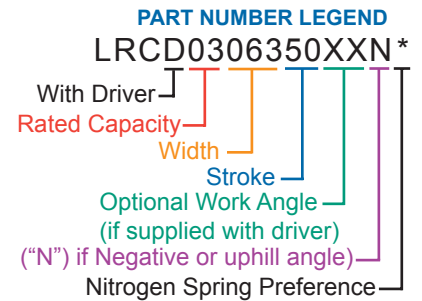 PART NUMBER LEGEND
LRCD0306350XXN*
With Driver
Rated Capacity
Width
Stroke
Optional Work Angle
(if supplied with driver)
("N") if Negative or uphill angle)
Nitrogen Spring Preference